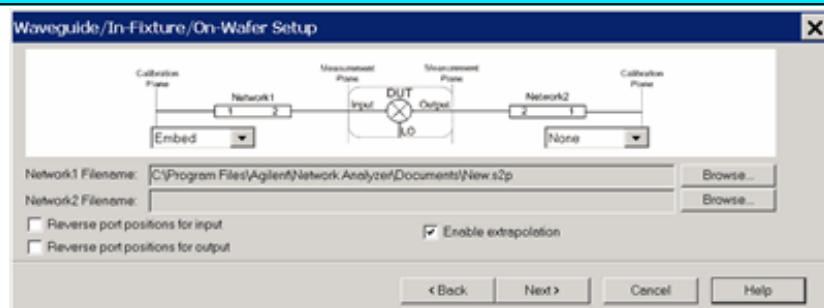 Waveguide/In-Fixture/On-Wafer Setup
Calibration Plane
Measurement Plane
Measurement Plane
Calibration Plane
Network1
1 2
Input
DUT
Output
LO
Network2
2 1
Embed
None
Network1 Filename: C:\Program Files\Agilent\Network Analyzer\Documents\New.s2p Browse...
Network2 Filename: Browse...
Reverse port positions for input
Enable extrapolation
Reverse port positions for output
< Back Next > Cancel Help